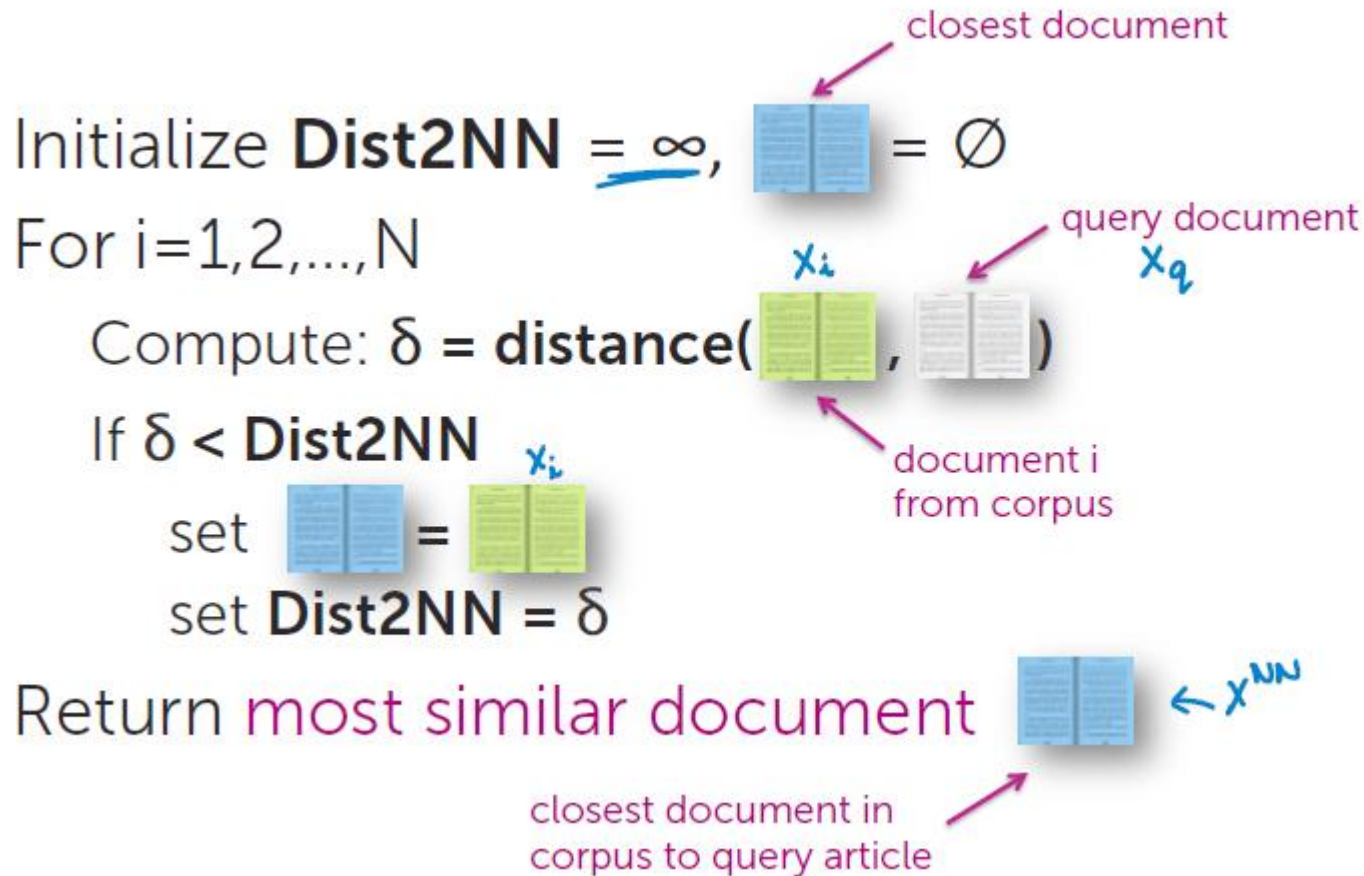 closest document
Initialize Dist2NN = ∞, = ∅
query document
For i=1,2,...,N
xi
xq
Compute: δ = distance( , )
If δ < Dist2NN
xi
document i
from corpus
set =
set Dist2NN = δ
Return most similar document ← x^NN
closest document in
corpus to query article